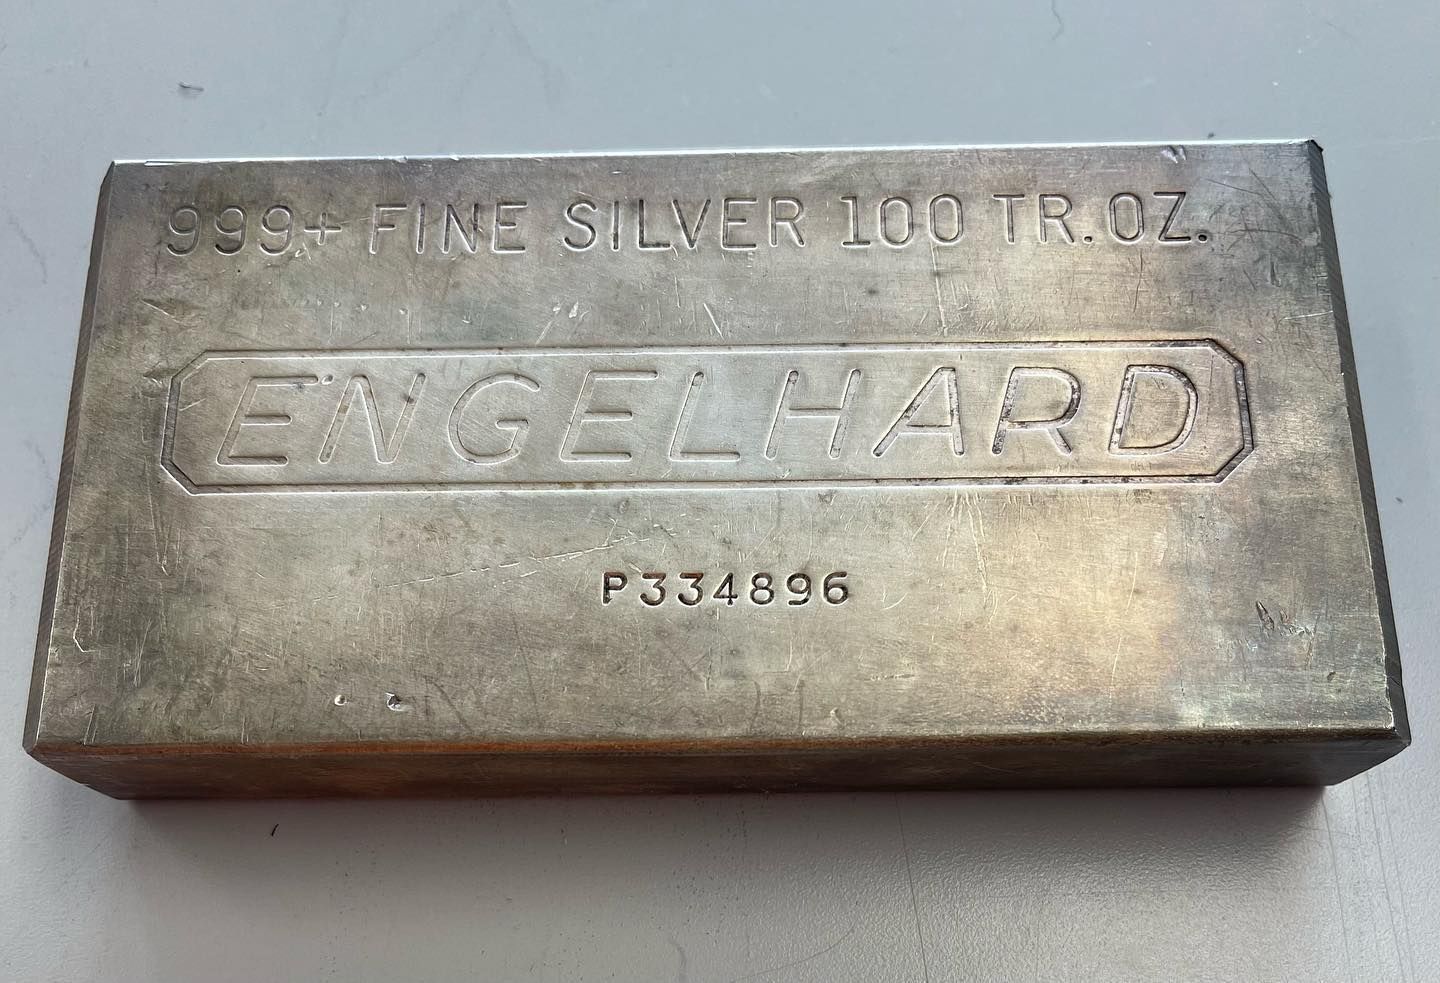 999+ FINE SILVER 100 TR.OZ.
ENGELHARD
P334896